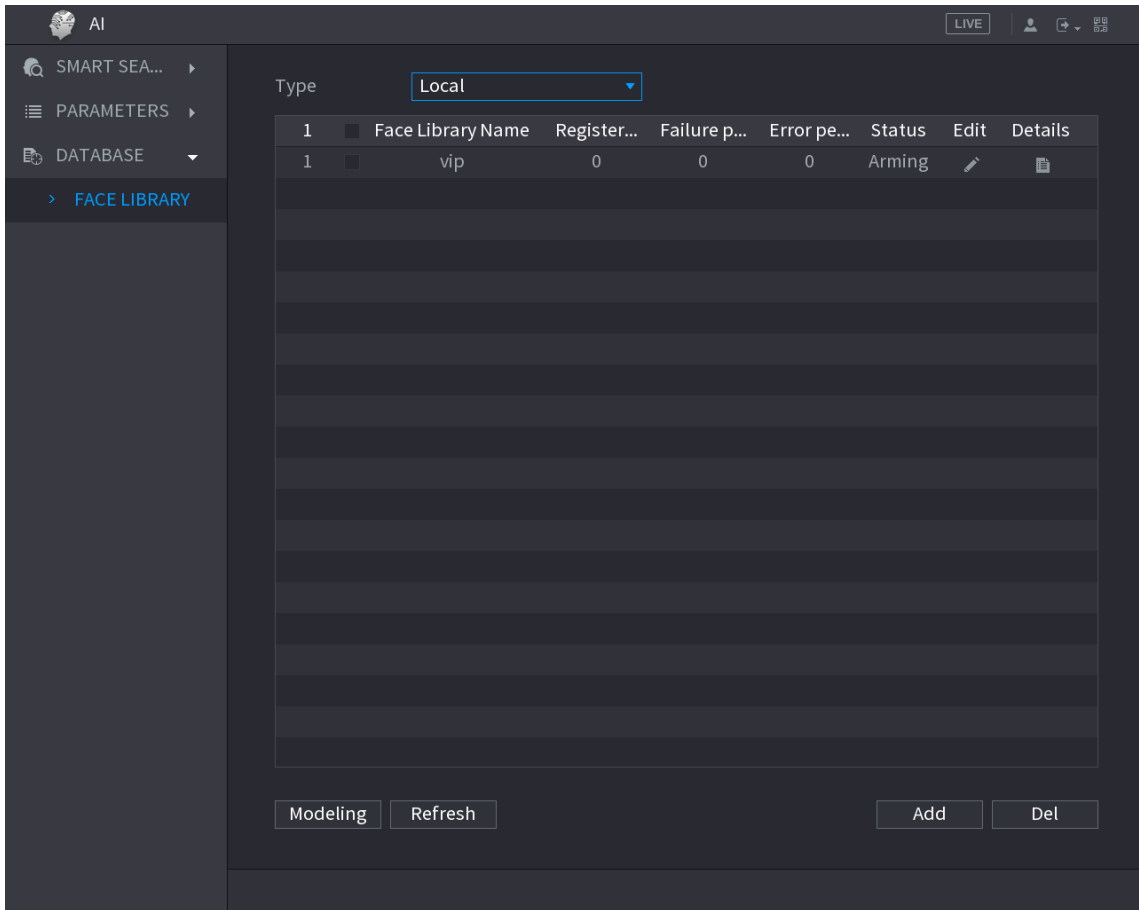 AI
LIVE
SMART SEA...
PARAMETERS
DATABASE
FACE LIBRARY
Type Local
1 Face Library Name Register... Failure p... Error pe... Status Edit Details
1 vip 0 0 0 Arming
Modeling Refresh Add Del